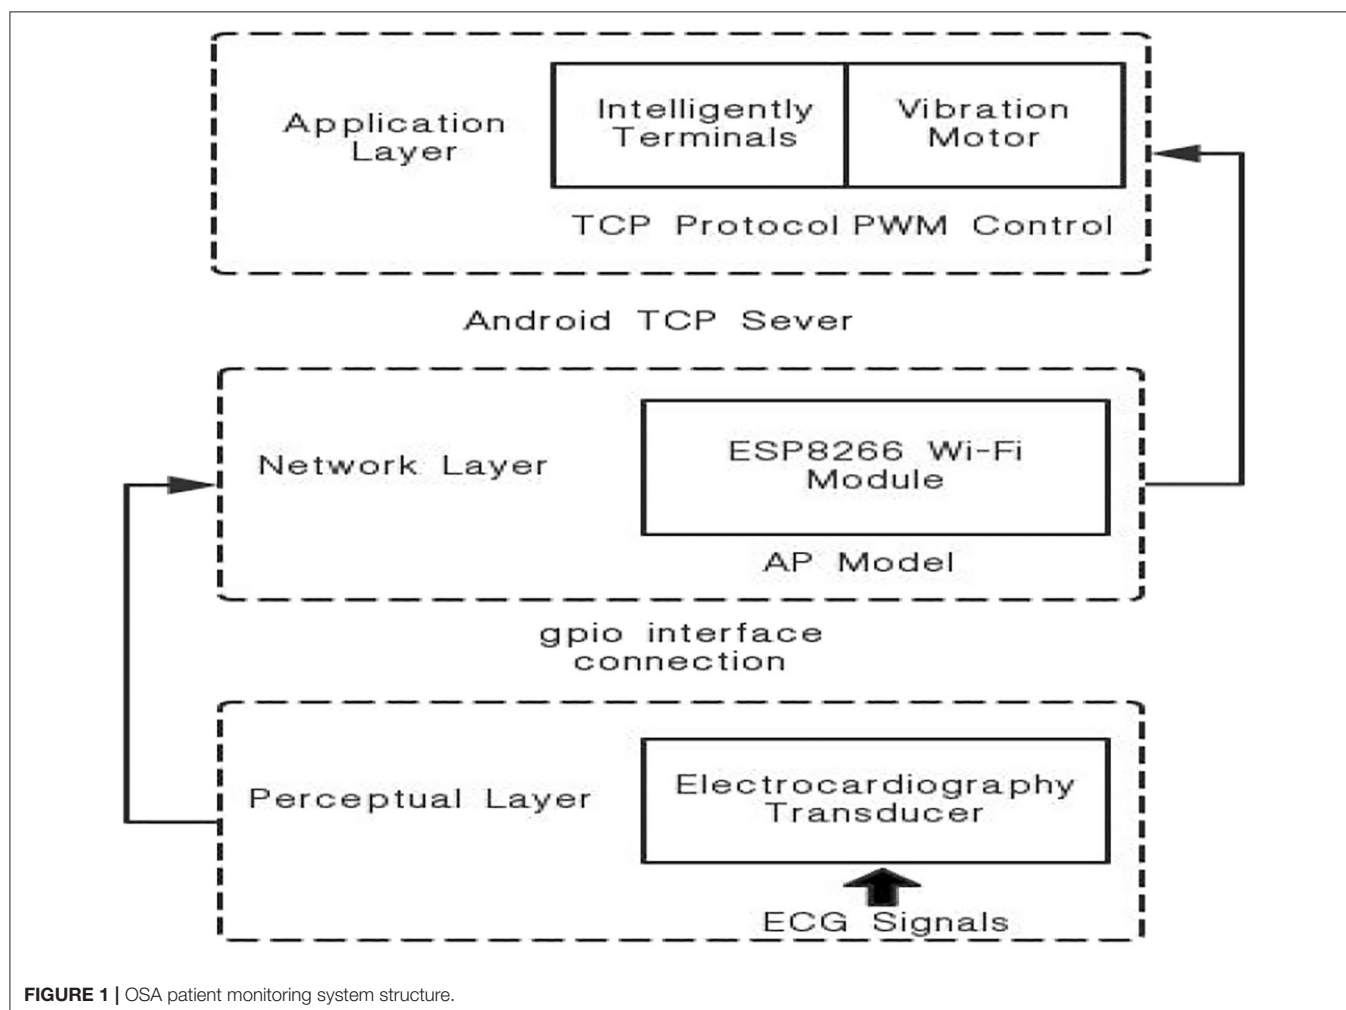 Application
Layer
Intelligently
Terminals
Vibration
Motor
TCP Protocol PWM Control
Android TCP Sever
Network Layer
ESP8266 Wi-Fi
Module
AP Model
gpio interface
connection
Perceptual Layer
Electrocardiography
Transducer
ECG Signals
FIGURE 1 | OSA patient monitoring system structure.